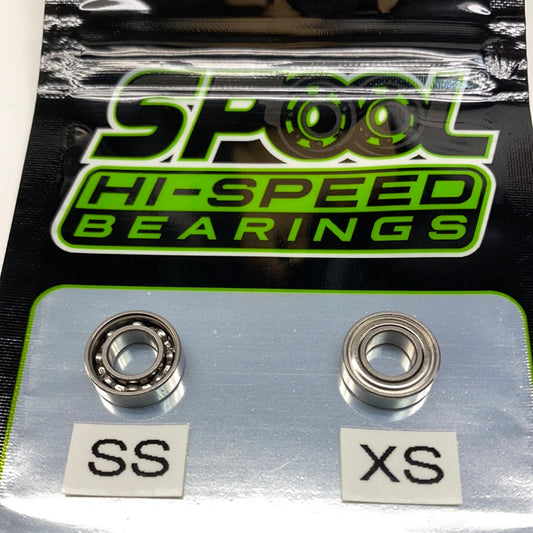 SPOOL
HI-SPEED
BEARINGS
SS XS